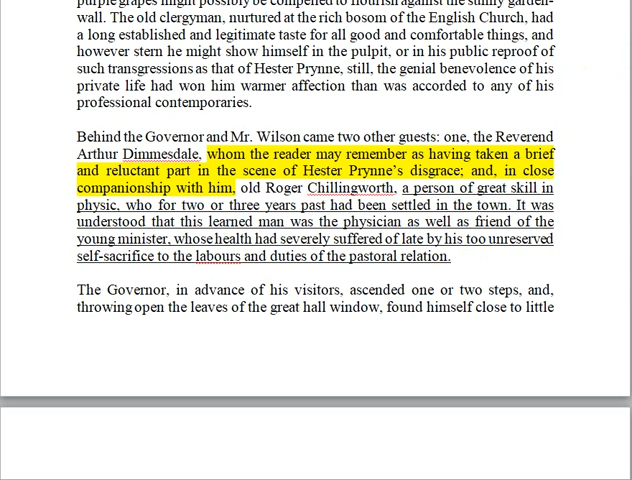 purple grapes might possibly be compelled to flourish against the sunny garden-
wall. The old clergyman, nurtured at the rich bosom of the English Church, had
a long established and legitimate taste for all good and comfortable things, and
however stern he might show himself in the pulpit, or in his public reproof of
such transgressions as that of Hester Prynne, still, the genial benevolence of his
private life had won him warmer affection than was accorded to any of his
professional contemporaries.
Behind the Governor and Mr. Wilson came two other guests: one, the Reverend
Arthur Dimmesdale, whom the reader may remember as having taken a brief
and reluctant part in the scene of Hester Prynne’s disgrace; and, in close
companionship with him, old Roger Chillingworth, a person of great skill in
physic, who for two or three years past had been settled in the town. It was
understood that this learned man was the physician as well as friend of the
young minister, whose health had severely suffered of late by his too unreserved
self-sacrifice to the labours and duties of the pastoral relation.
The Governor, in advance of his visitors, ascended one or two steps, and,
throwing open the leaves of the great hall window, found himself close to little